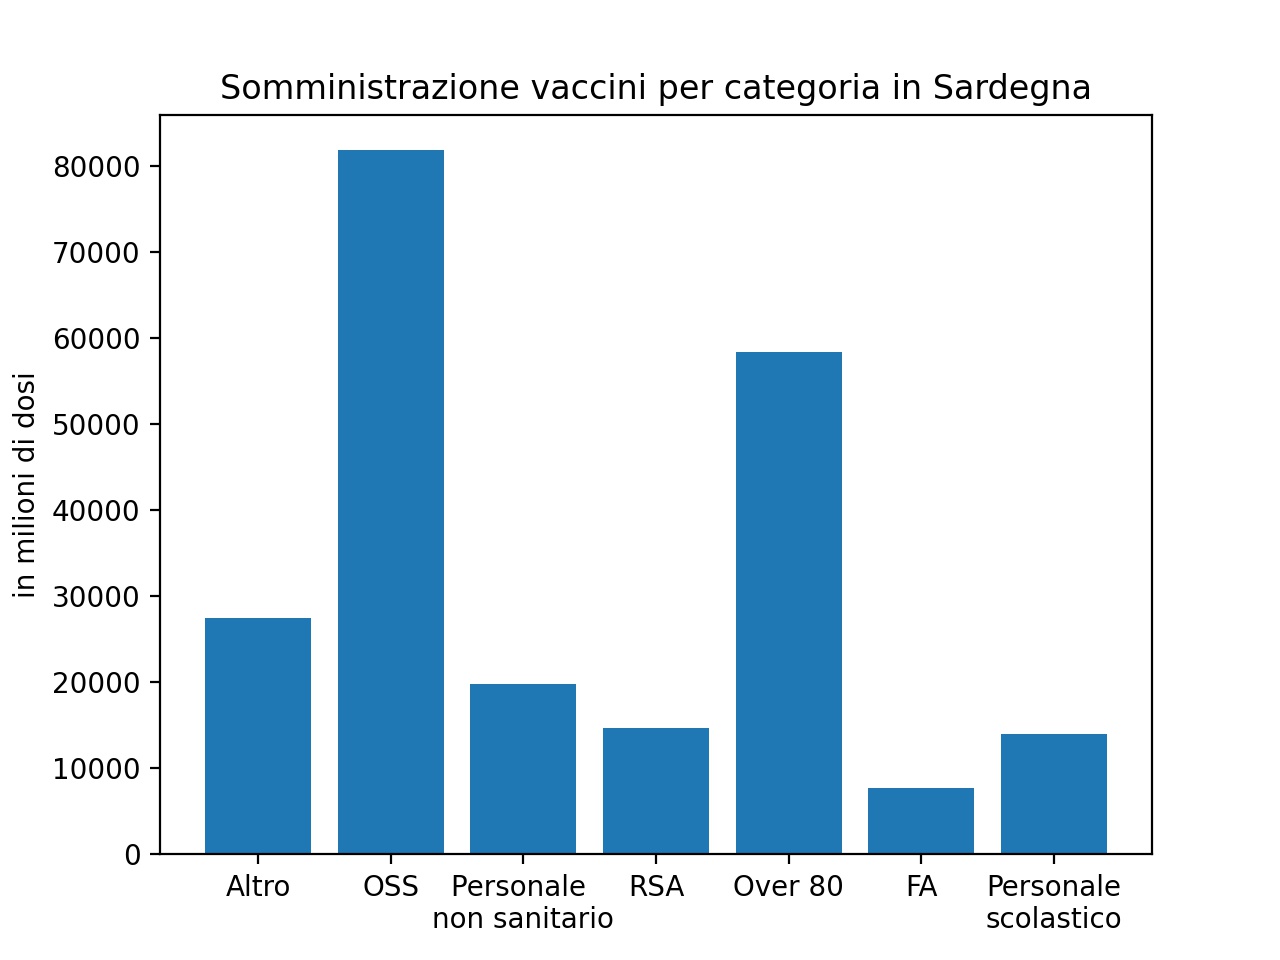 Somministrazione vaccini per categoria in Sardegna
in milioni di dosi
80000
70000
60000
50000
40000
30000
20000
10000
0
Altro
OSS
Personale
non sanitario
RSA
Over 80
FA
Personale
scolastico